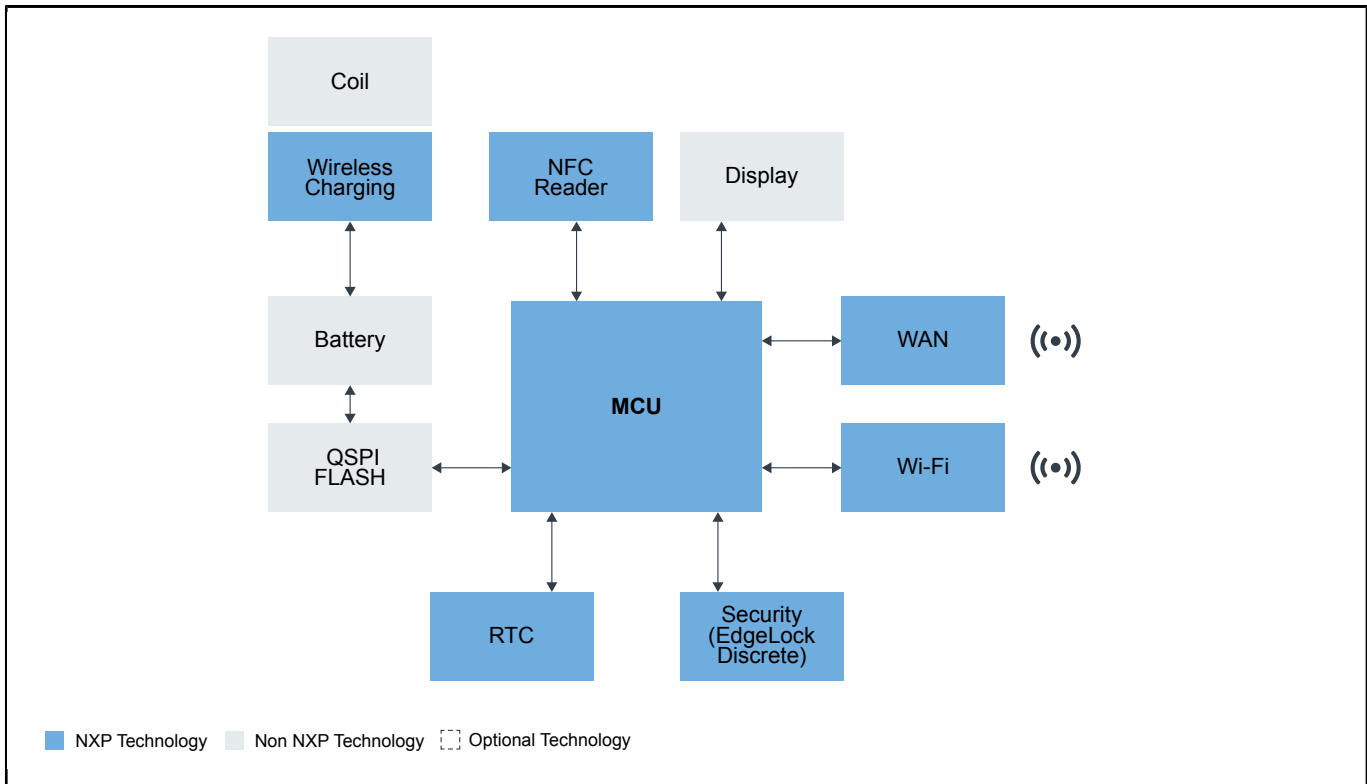 Coil
Wireless
Charging
NFC
Reader
Display
Battery
WAN
MCU
QSPI
FLASH
Wi-Fi
RTC
Security
(EdgeLock
Discrete)
NXP Technology
Non NXP Technology
Optional Technology